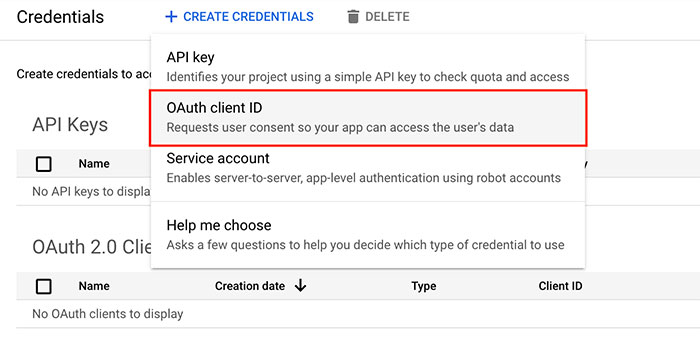 Credentials
+ CREATE CREDENTIALS
DELETE
API key
Identifies your project using a simple API key to check quota and access
Create credentials to acc
OAuth client ID
Requests user consent so your app can access the user's data
API Keys
Service account
Enables server-to-server, app-level authentication using robot accounts
Name
No API keys to displa
Help me choose
Asks a few questions to help you decide which type of credential to use
OAuth 2.0 Clie
Name Creation date ↓ Type Client ID
No OAuth clients to display